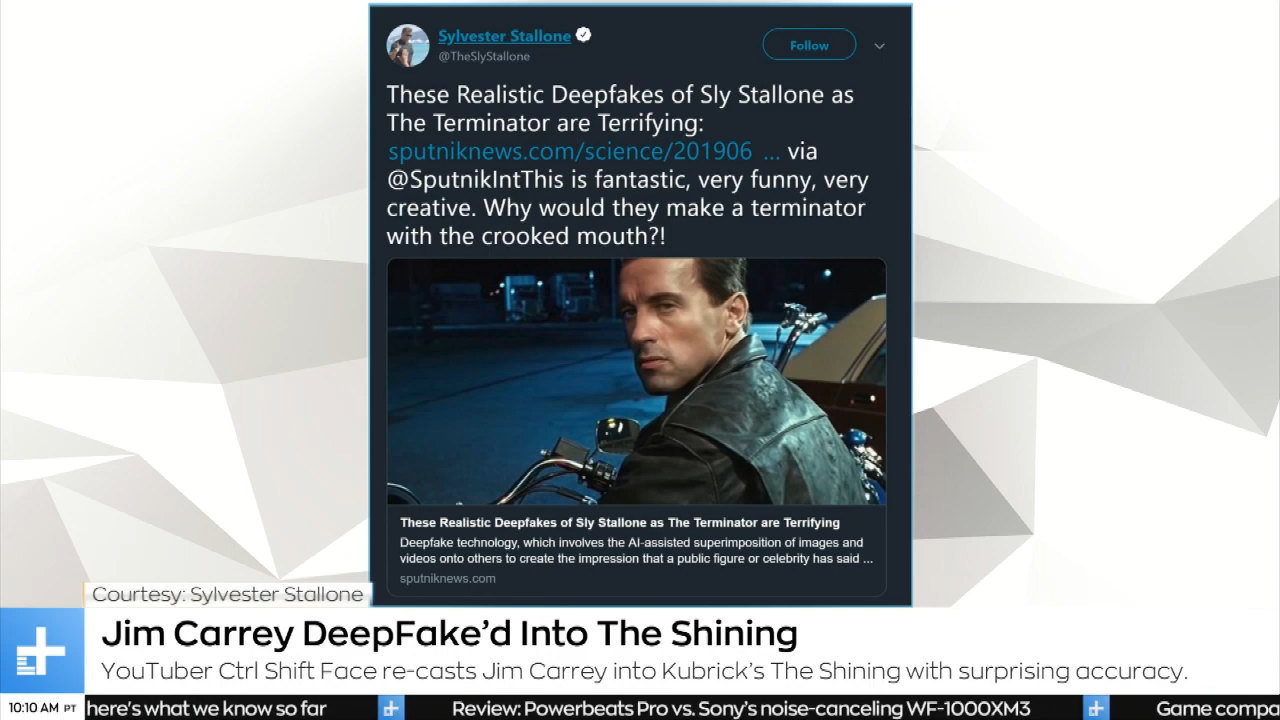 Sylvester Stallone
@TheSlyStallone
Follow
These Realistic Deepfakes of Sly Stallone as
The Terminator are Terrifying:
sputniknews.com/science/201906 ... via
@SputnikIntThis is fantastic, very funny, very
creative. Why would they make a terminator
with the crooked mouth?!
These Realistic Deepfakes of Sly Stallone as The Terminator are Terrifying
Deepfake technology, which involves the AI-assisted superimposition of images and
videos onto others to create the impression that a public figure or celebrity has said ...
sputniknews.com
Courtesy: Sylvester Stallone
Jim Carrey DeepFake’d Into The Shining
YouTuber Ctrl Shift Face re-casts Jim Carrey into Kubrick’s The Shining with surprising accuracy.
10:10 AM PT here's what we know so far Review: Powerbeats Pro vs. Sony's noise-canceling WF-1000XM3 Game compa